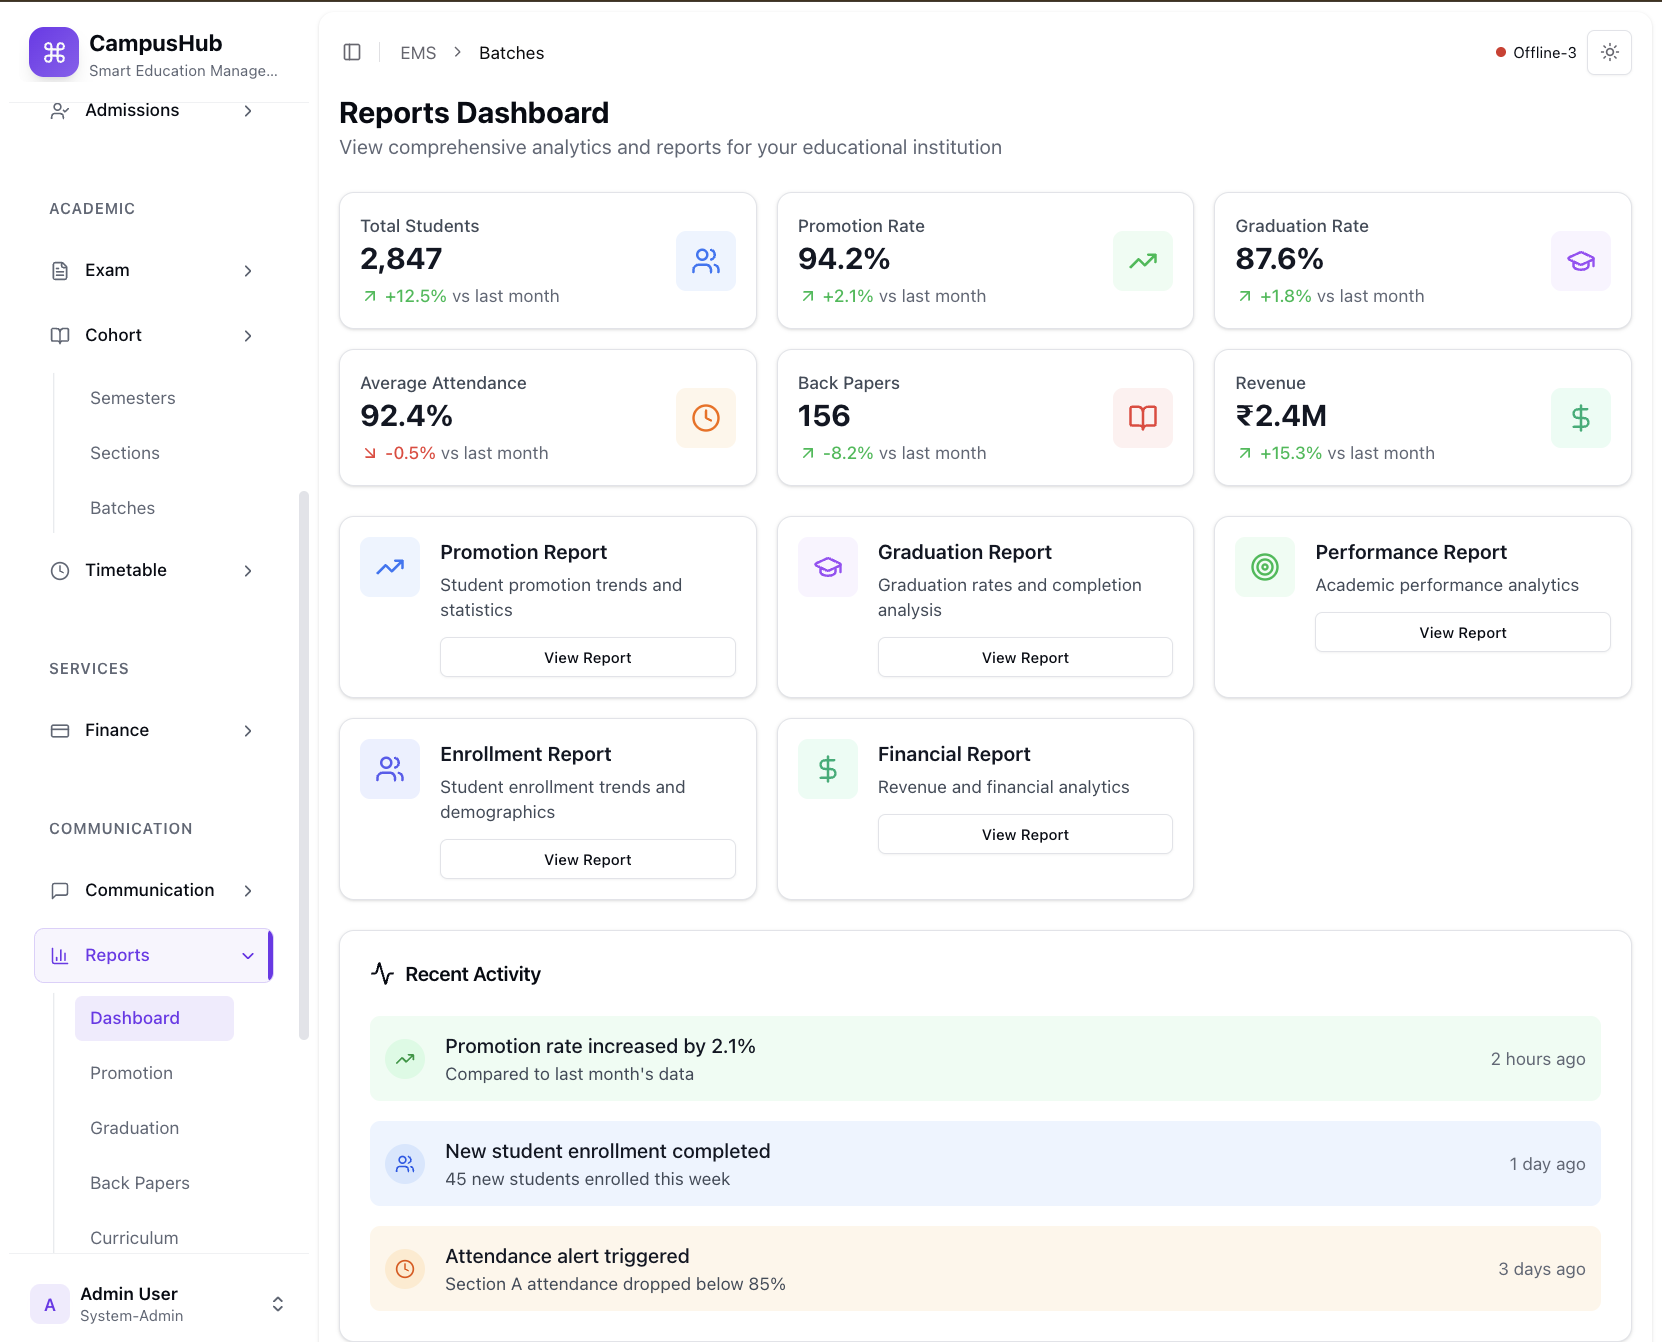 CampusHub
Smart Education Manage...
Admissions
ACADEMIC
Exam
Cohort
Semesters
Sections
Batches
Timetable
SERVICES
Finance
COMMUNICATION
Communication
Reports
Dashboard
Promotion
Graduation
Back Papers
Curriculum
A
Admin User
System-Admin
EMS > Batches
Offline-3
Reports Dashboard
View comprehensive analytics and reports for your educational institution
Total Students
2,847
+12.5% vs last month
Promotion Rate
94.2%
+2.1% vs last month
Graduation Rate
87.6%
+1.8% vs last month
Average Attendance
92.4%
-0.5% vs last month
Back Papers
156
-8.2% vs last month
Revenue
₹2.4M
+15.3% vs last month
Promotion Report
Student promotion trends and
statistics
View Report
Graduation Report
Graduation rates and completion
analysis
View Report
Performance Report
Academic performance analytics
View Report
Enrollment Report
Student enrollment trends and
demographics
View Report
Financial Report
Revenue and financial analytics
View Report
Recent Activity
Promotion rate increased by 2.1%
Compared to last month's data
2 hours ago
New student enrollment completed
45 new students enrolled this week
1 day ago
Attendance alert triggered
Section A attendance dropped below 85%
3 days ago